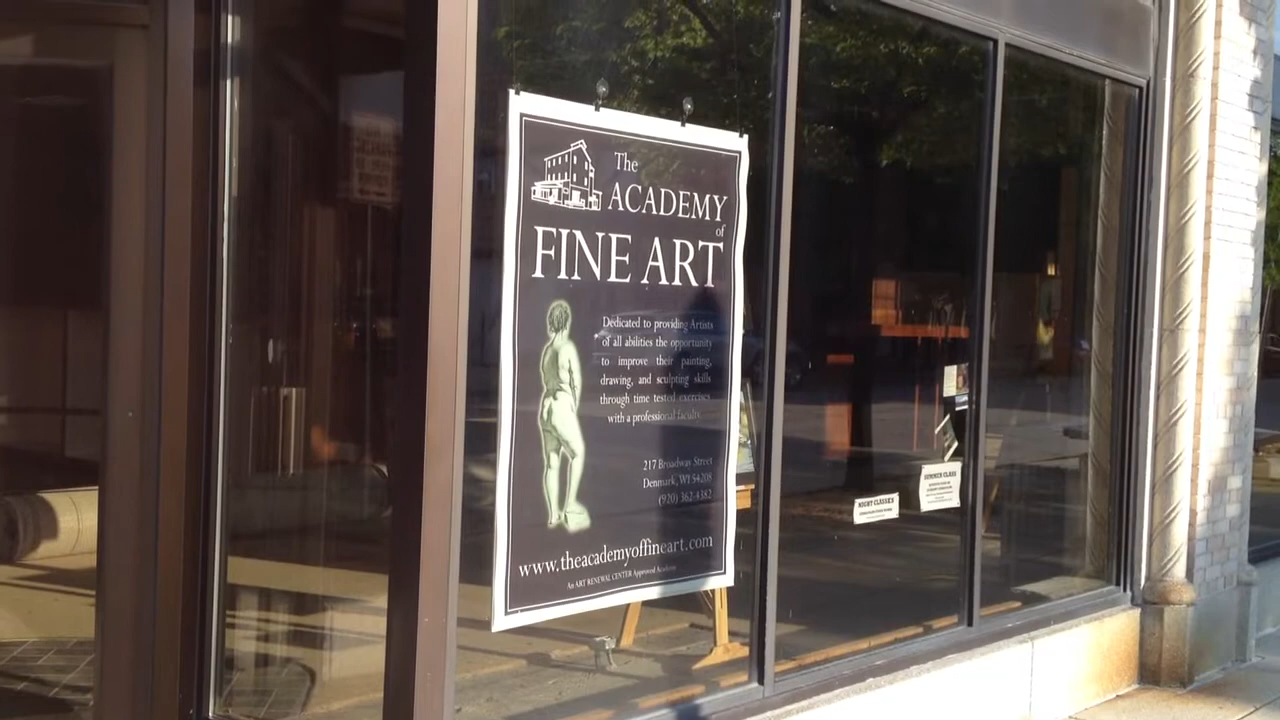 The
ACADEMY
of
FINE ART
Dedicated to providing Artists
of all abilities the opportunity
to improve their painting,
drawing, and sculpting skills
through time tested exercises
with a professional faculty.
217 Broadway Street
Denmark, WI 54208
(920) 362-4382
www.theacademyoffineart.com
An ART RENEWAL CENTER Approved Academy
NIGHT CLASSES
SUMMER CLASS